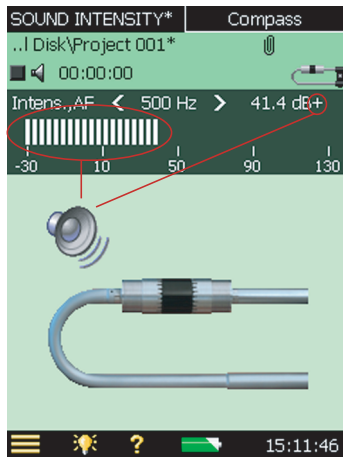 SOUND INTENSITY* Compass
..l Disk\Project 001*
00:00:00
Intens.,AF < 500 Hz > 41.4 dB+
-30 10 50 90 130
? 15:11:46